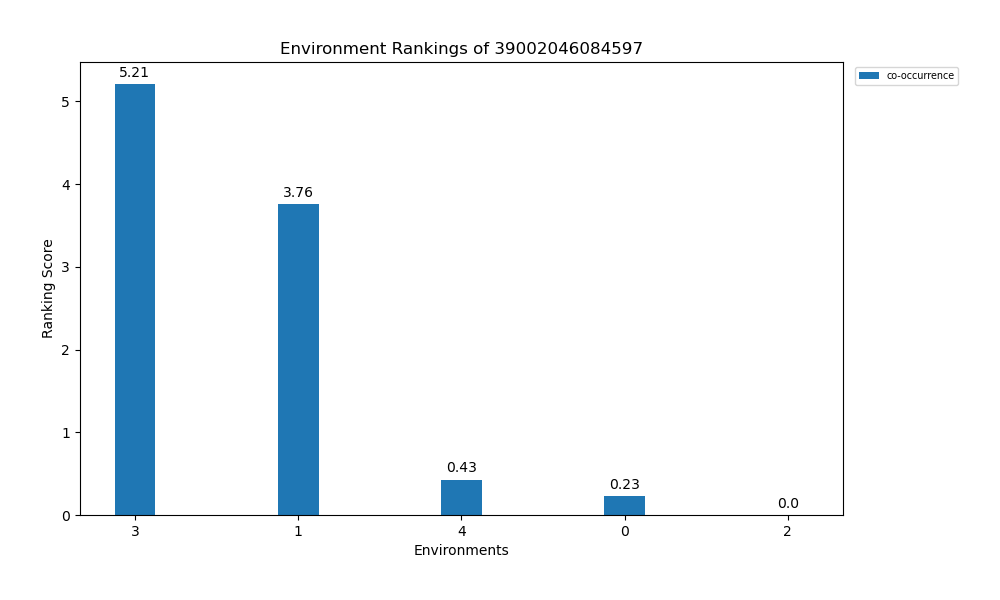 Environment Rankings of 39002046084597
co-occurrence
5.21
3.76
0.43
0.23
0.0
Ranking Score
5
4
3
2
1
0
3 1 4 0 2
Environments